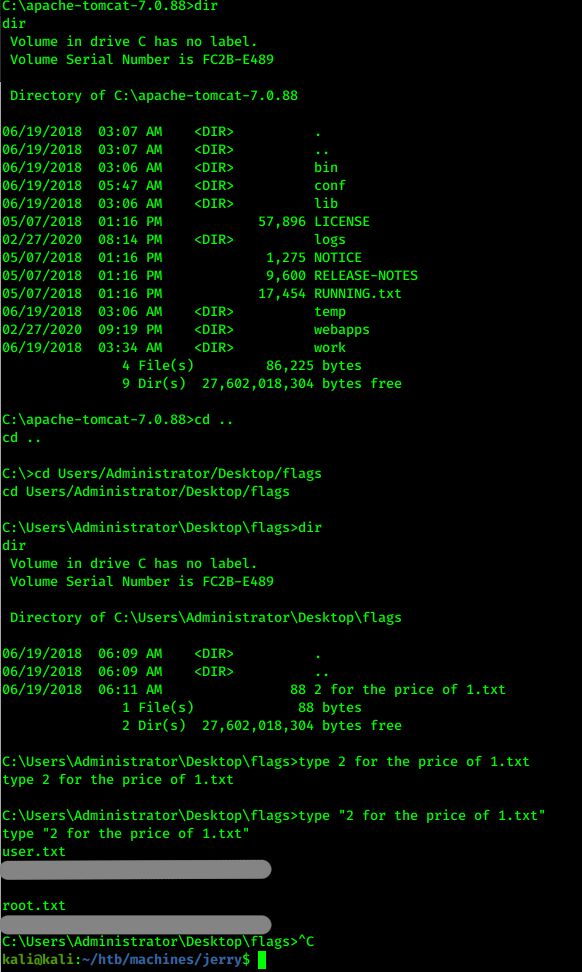 C:\apache-tomcat-7.0.88>dir
dir
 Volume in drive C has no label.
 Volume Serial Number is FC2B-E489

 Directory of C:\apache-tomcat-7.0.88

06/19/2018  03:07 AM    <DIR>          .
06/19/2018  03:07 AM    <DIR>          ..
06/19/2018  03:06 AM    <DIR>          bin
06/19/2018  05:47 AM    <DIR>          conf
06/19/2018  03:06 AM    <DIR>          lib
05/07/2018  01:16 PM            57,896 LICENSE
02/27/2020  08:14 PM    <DIR>          logs
05/07/2018  01:16 PM             1,275 NOTICE
05/07/2018  01:16 PM             9,600 RELEASE-NOTES
05/07/2018  01:16 PM            17,454 RUNNING.txt
06/19/2018  03:06 AM    <DIR>          temp
02/27/2020  09:19 PM    <DIR>          webapps
06/19/2018  03:34 AM    <DIR>          work
               4 File(s)         86,225 bytes
               9 Dir(s)  27,602,018,304 bytes free

C:\apache-tomcat-7.0.88>cd ..
cd ..

C:\>cd Users/Administrator/Desktop/flags
cd Users/Administrator/Desktop/flags

C:\Users\Administrator\Desktop\flags>dir
dir
 Volume in drive C has no label.
 Volume Serial Number is FC2B-E489

 Directory of C:\Users\Administrator\Desktop\flags

06/19/2018  06:09 AM    <DIR>          .
06/19/2018  06:09 AM    <DIR>          ..
06/19/2018  06:11 AM                88 2 for the price of 1.txt
               1 File(s)             88 bytes
               2 Dir(s)  27,602,018,304 bytes free

C:\Users\Administrator\Desktop\flags>type 2 for the price of 1.txt
type 2 for the price of 1.txt

C:\Users\Administrator\Desktop\flags>type "2 for the price of 1.txt"
type "2 for the price of 1.txt"
user.txt

root.txt
C:\Users\Administrator\Desktop\flags>^C
kali@kali:~/htb/machines/jerry$